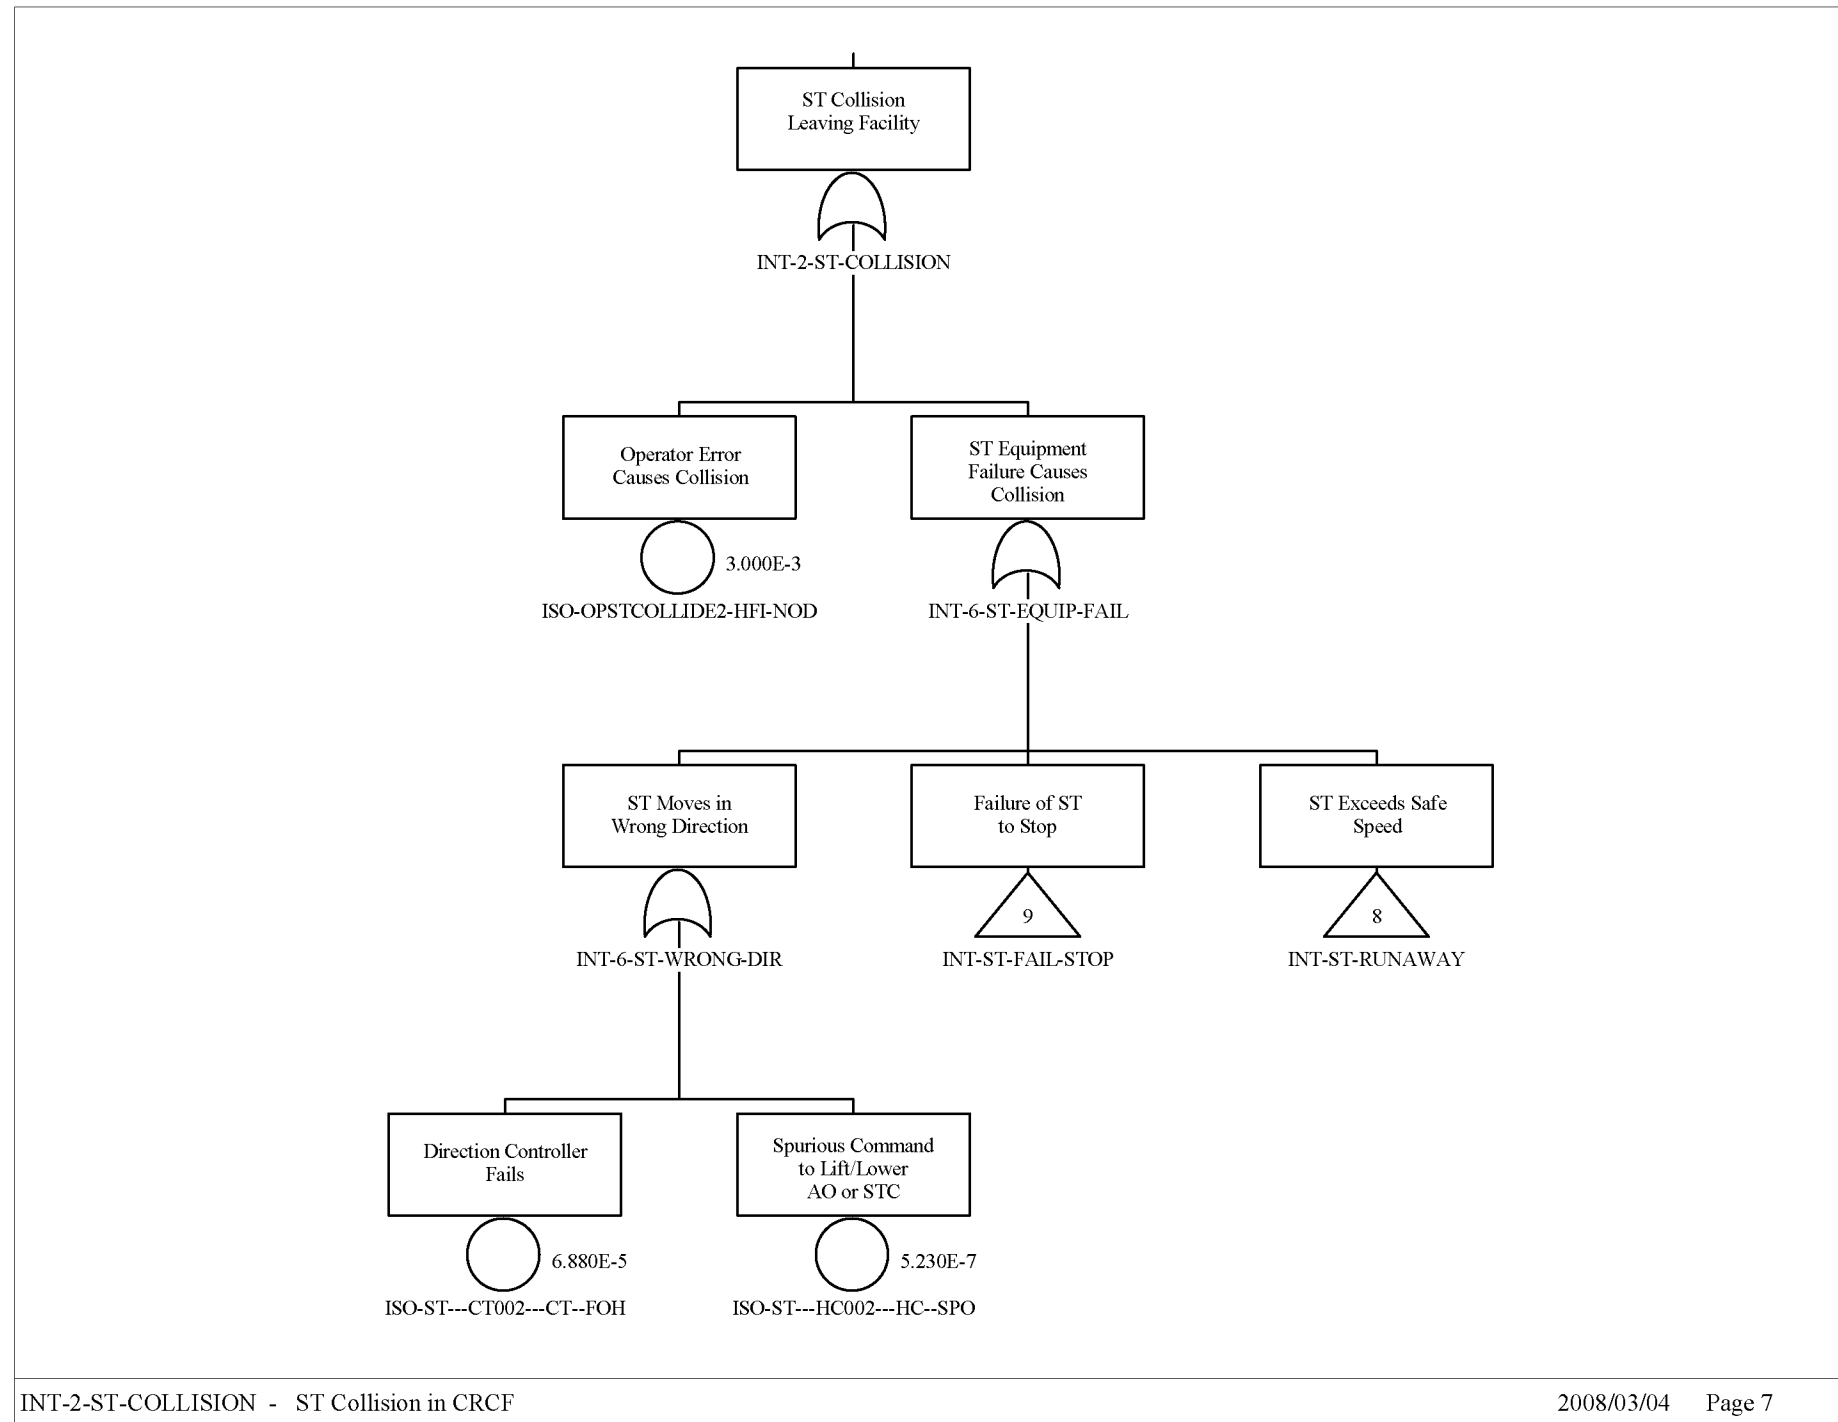 ST Collision
Leaving Facility
INT-2-ST-COLLISION
Operator Error
Causes Collision
3.000E-3
ISO-OPSTCOLLIDE2-HFI-NOD
ST Equipment
Failure Causes
Collision
INT-6-ST-EQUIP-FAIL
ST Moves in
Wrong Direction
INT-6-ST-WRONG-DIR
Failure of ST
to Stop
9
INT-ST-FAIL-STOP
ST Exceeds Safe
Speed
8
INT-ST-RUNAWAY
Direction Controller
Fails
6.880E-5
ISO-ST---CT002---CT--FOH
Spurious Command
to Lift/Lower
AO or STC
5.230E-7
ISO-ST---HC002---HC--SPO
INT-2-ST-COLLISION - ST Collision in CRCF
2008/03/04 Page 7